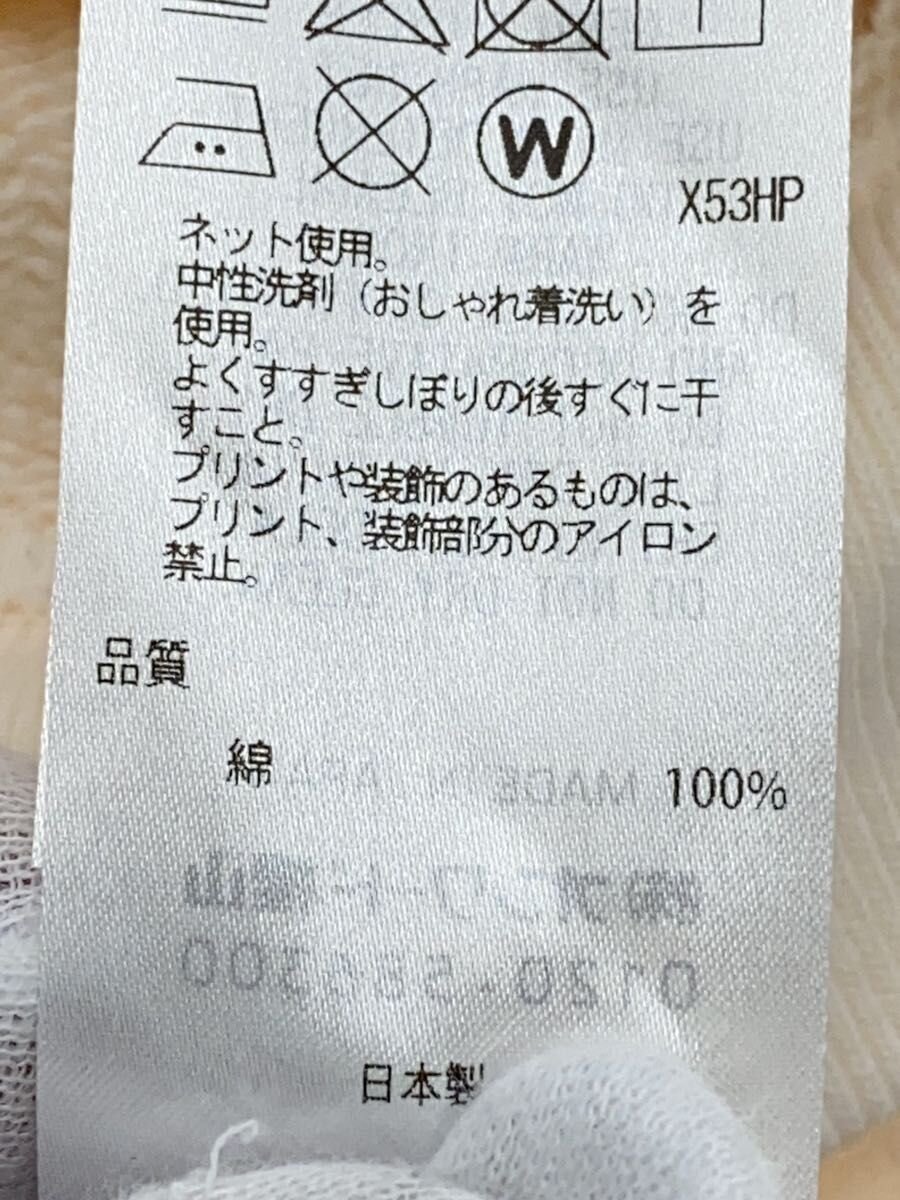 W
X53HP
ネット使用。
中性洗剤（おしゃれ着洗い）を
使用。
よくすすぎしぼりの後すぐに干
すこと。
プリントや装飾のあるものは、
プリント、装飾部分のアイロン
禁止。
品質
綿 100%
日本製